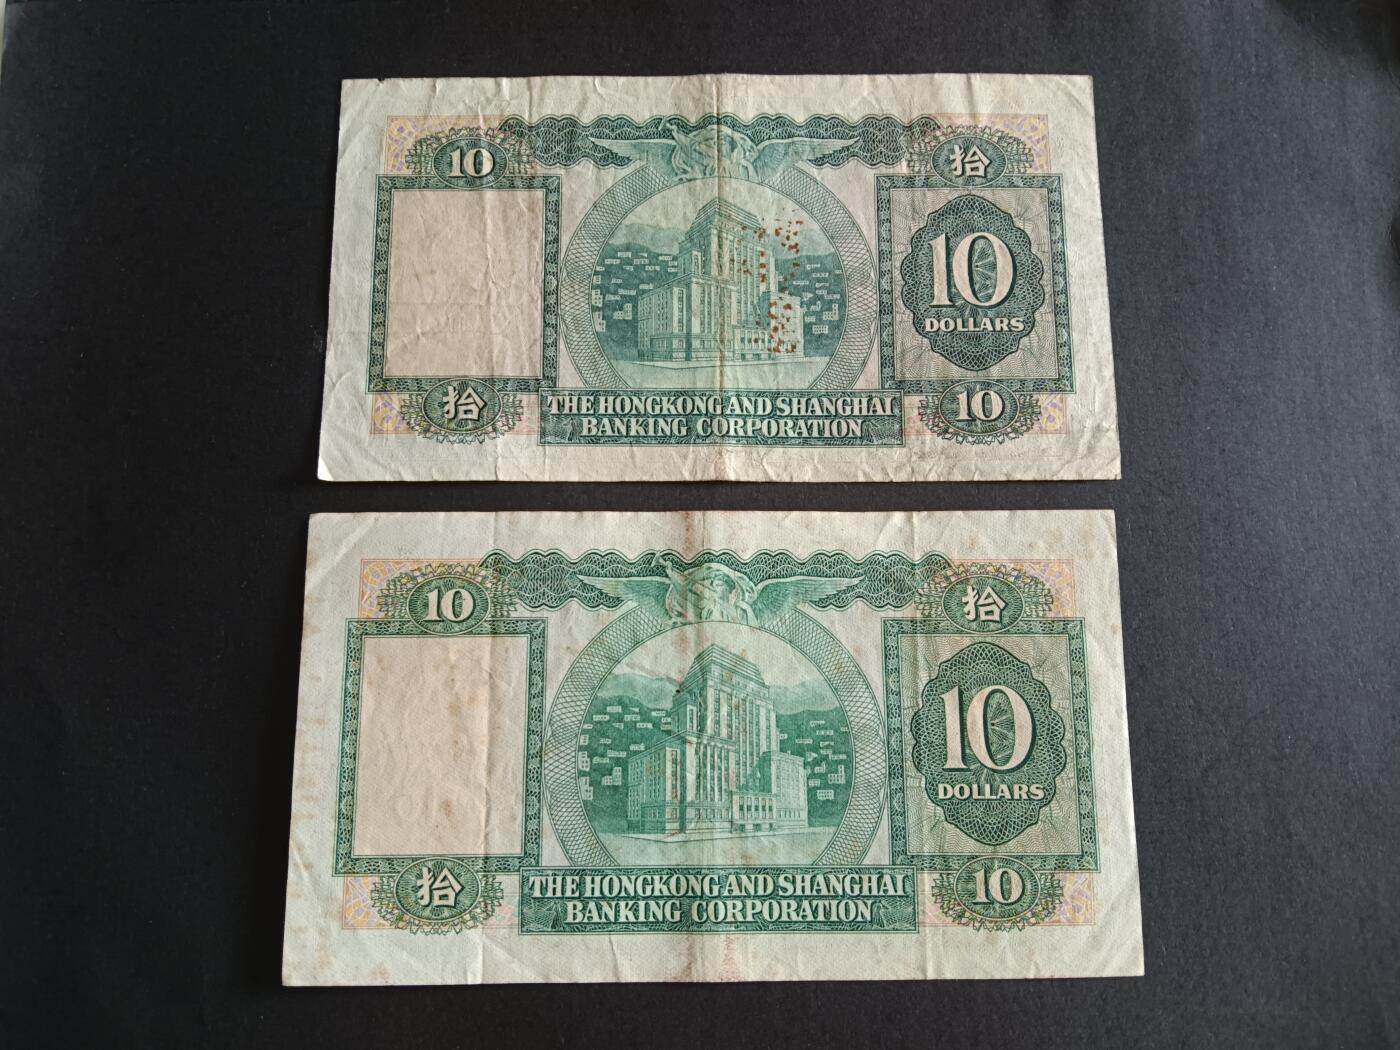 10
拾
10
DOLLARS
拾
THE HONGKONG AND SHANGHAI
BANKING CORPORATION
10
10
拾
10
DOLLARS
拾
THE HONGKONG AND SHANGHAI
BANKING CORPORATION
10